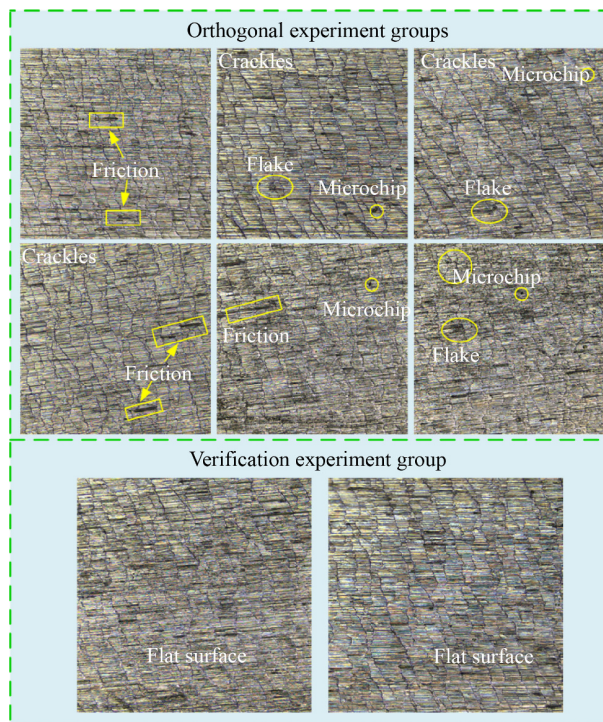 Orthogonal experiment groups
Friction
Crackles
Flake
Microchip
Crackles
Microchip
Flake
Crackles
Friction
Friction
Microchip
Microchip
Flake
Verification experiment group
Flat surface
Flat surface